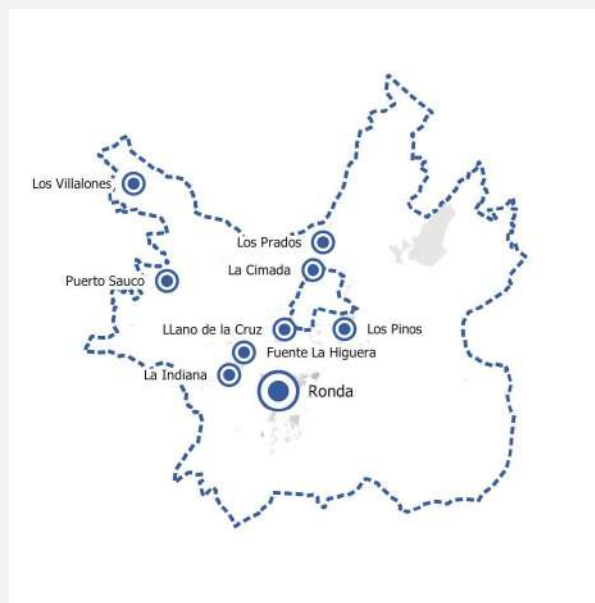 Los Villalones
Los Prados
La Cimada
Puerto Sauco
LLano de la Cruz
Los Pinos
Fuente La Higuera
La Indiana
Ronda